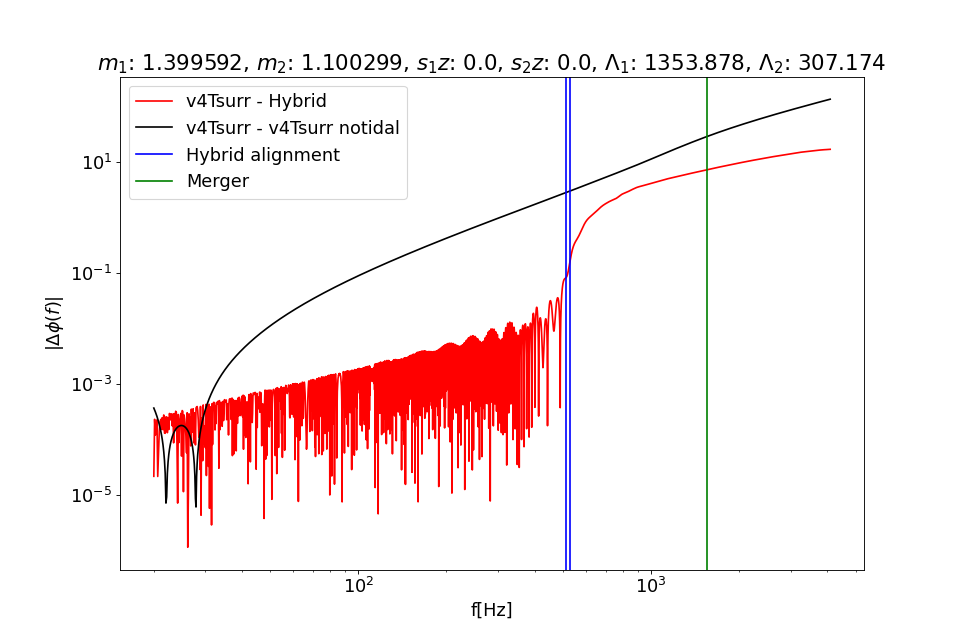 m₁: 1.399592, m₂: 1.100299, s₁z: 0.0, s₂z: 0.0, Λ₁: 1353.878, Λ₂: 307.174
v4Tsurr - Hybrid
v4Tsurr - v4Tsurr notidal
Hybrid alignment
Merger
10¹
10⁻¹
10⁻³
10⁻⁵
|Δϕ(f)|
10²
10³
f[Hz]